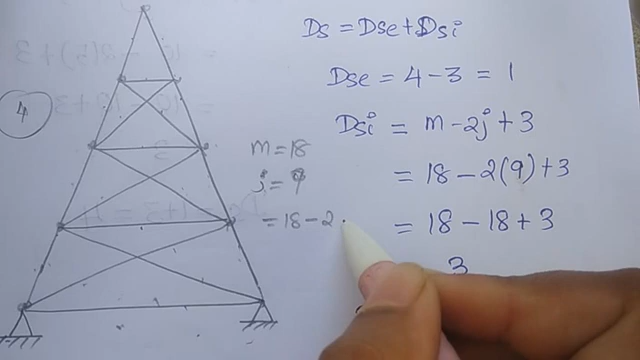 4
m = 18
j = 9
= 18 - 2
Ds = Dse + Dsi
Dse = 4 - 3 = 1
Dsi = m - 2j + 3
= 18 - 2(9) + 3
= 18 - 18 + 3
3